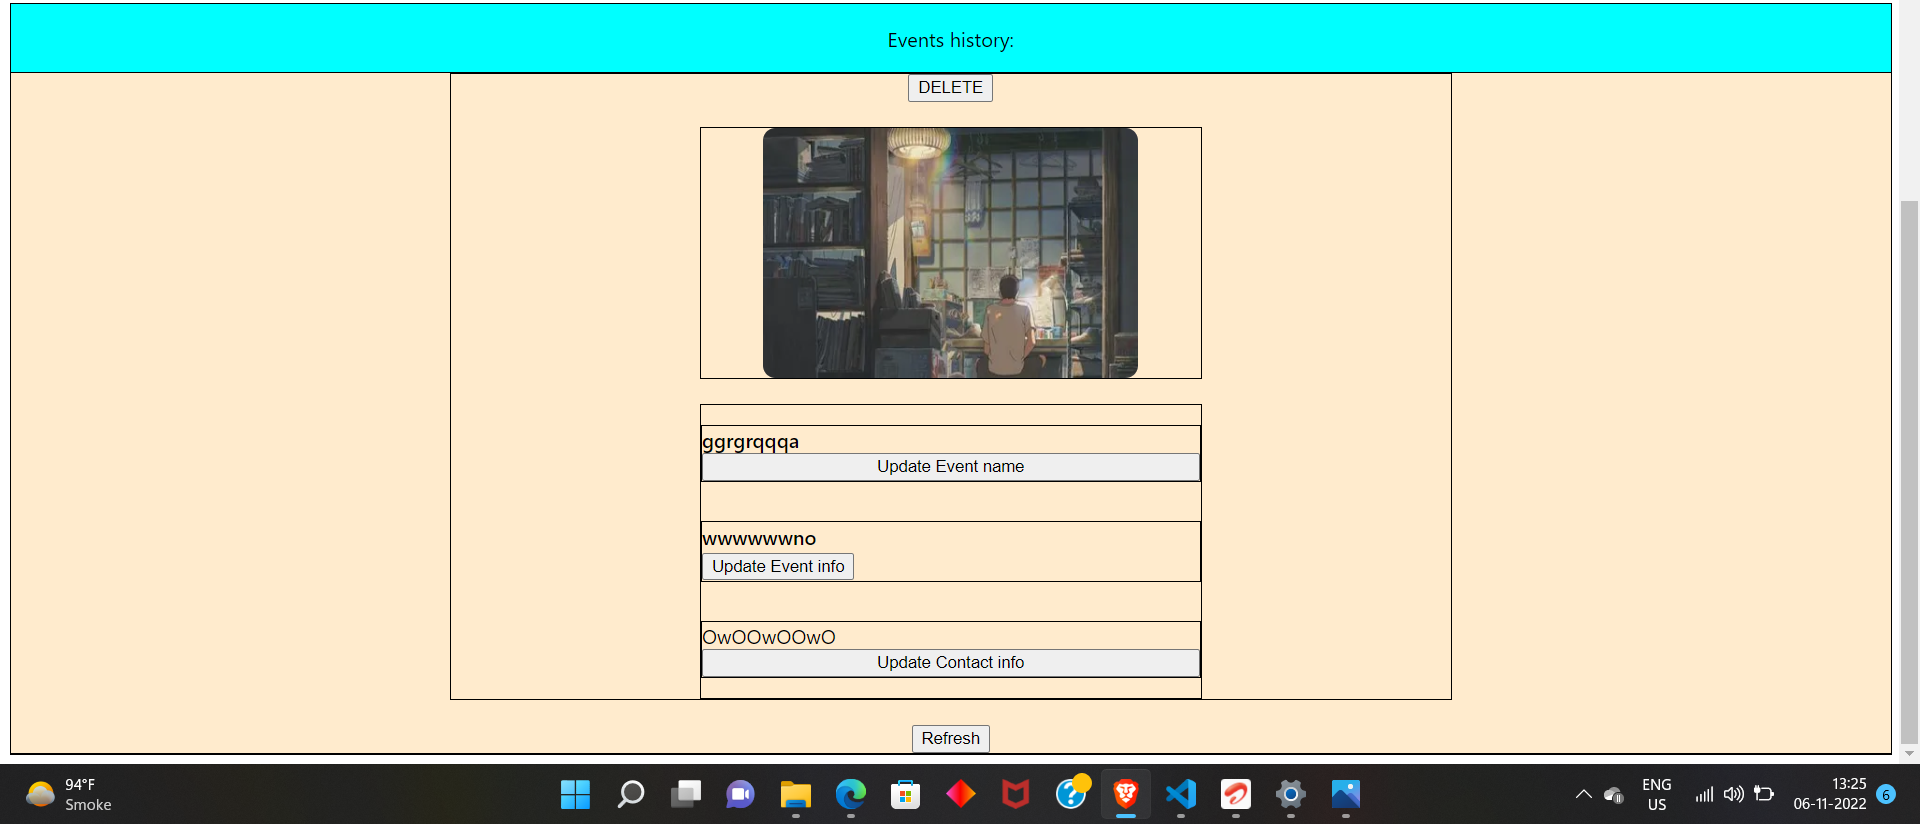 Events history:
DELETE
ggrgrqqqa
Update Event name
wwwwwwno
Update Event info
OwOOwOOwO
Update Contact info
Refresh
94°F
Smoke
ENG
US
13:25
06-11-2022
6